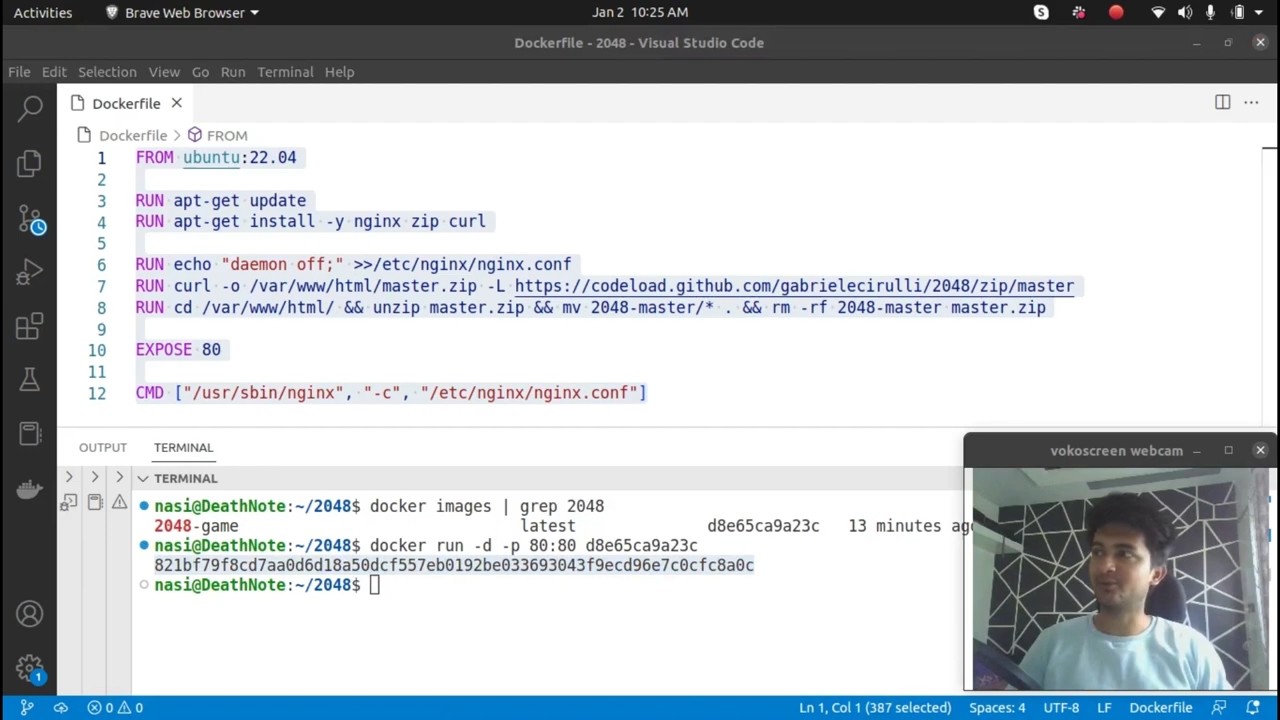 Activities Brave Web Browser Jan 2 10:25 AM
Dockerfile - 2048 - Visual Studio Code
File Edit Selection View Go Run Terminal Help
Dockerfile
Dockerfile > FROM
1 FROM ubuntu:22.04
2
3 RUN apt-get update
4 RUN apt-get install -y nginx zip curl
5
6 RUN echo "daemon off;" >>/etc/nginx/nginx.conf
7 RUN curl -o /var/www/html/master.zip -L https://codeload.github.com/gabrielecirulli/2048/zip/master
8 RUN cd /var/www/html/ && unzip master.zip && mv 2048-master/* . && rm -rf 2048-master master.zip
9
10 EXPOSE 80
11
12 CMD ["/usr/sbin/nginx", "-c", "/etc/nginx/nginx.conf"]
OUTPUT TERMINAL
vokoscreen webcam
TERMINAL
nasi@DeathNote:~/2048$ docker images | grep 2048
2048-game latest d8e65ca9a23c 13 minutes ago
nasi@DeathNote:~/2048$ docker run -d -p 80:80 d8e65ca9a23c
821bf79f8cd7aa0d6d18a50dcf557eb0192be033693043f9ecd96e7c0cfc8a0c
nasi@DeathNote:~/2048$
1
0 0 Ln 1, Col 1 (387 selected) Spaces: 4 UTF-8 LF Dockerfile